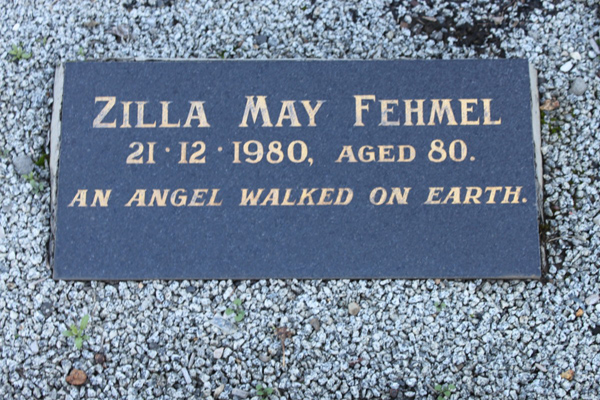 ZILLA MAY FEHMEL
21·12·1980, AGED 80.
AN ANGEL WALKED ON EARTH.